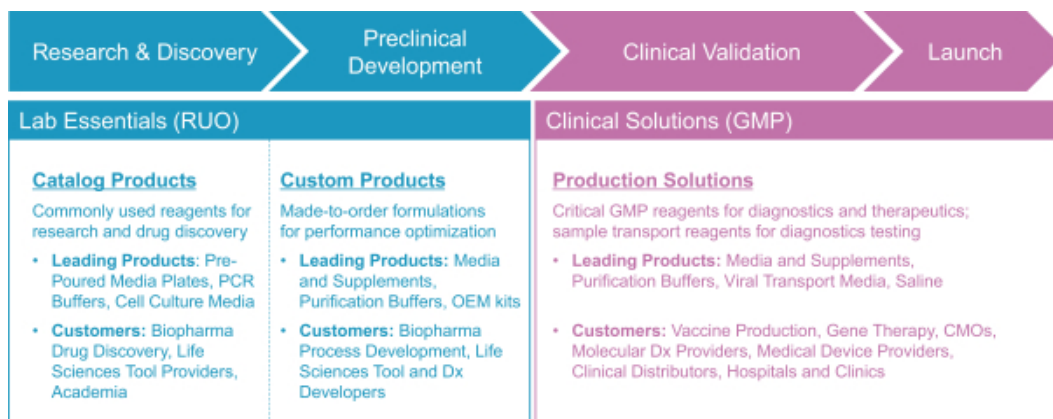 Research & Discovery
Preclinical
Development
Clinical Validation
Launch
Lab Essentials (RUO)
Clinical Solutions (GMP)
Catalog Products
Commonly used reagents for
research and drug discovery
• Leading Products: Pre-
Poured Media Plates, PCR
Buffers, Cell Culture Media
• Customers: Biopharma
Drug Discovery, Life
Sciences Tool Providers,
Academia
Custom Products
Made-to-order formulations
for performance optimization
• Leading Products: Media
and Supplements,
Purification Buffers, OEM kits
• Customers: Biopharma
Process Development, Life
Sciences Tool and Dx
Developers
Production Solutions
Critical GMP reagents for diagnostics and therapeutics;
sample transport reagents for diagnostics testing
• Leading Products: Media and Supplements,
Purification Buffers, Viral Transport Media, Saline
• Customers: Vaccine Production, Gene Therapy, CMOs,
Molecular Dx Providers, Medical Device Providers,
Clinical Distributors, Hospitals and Clinics